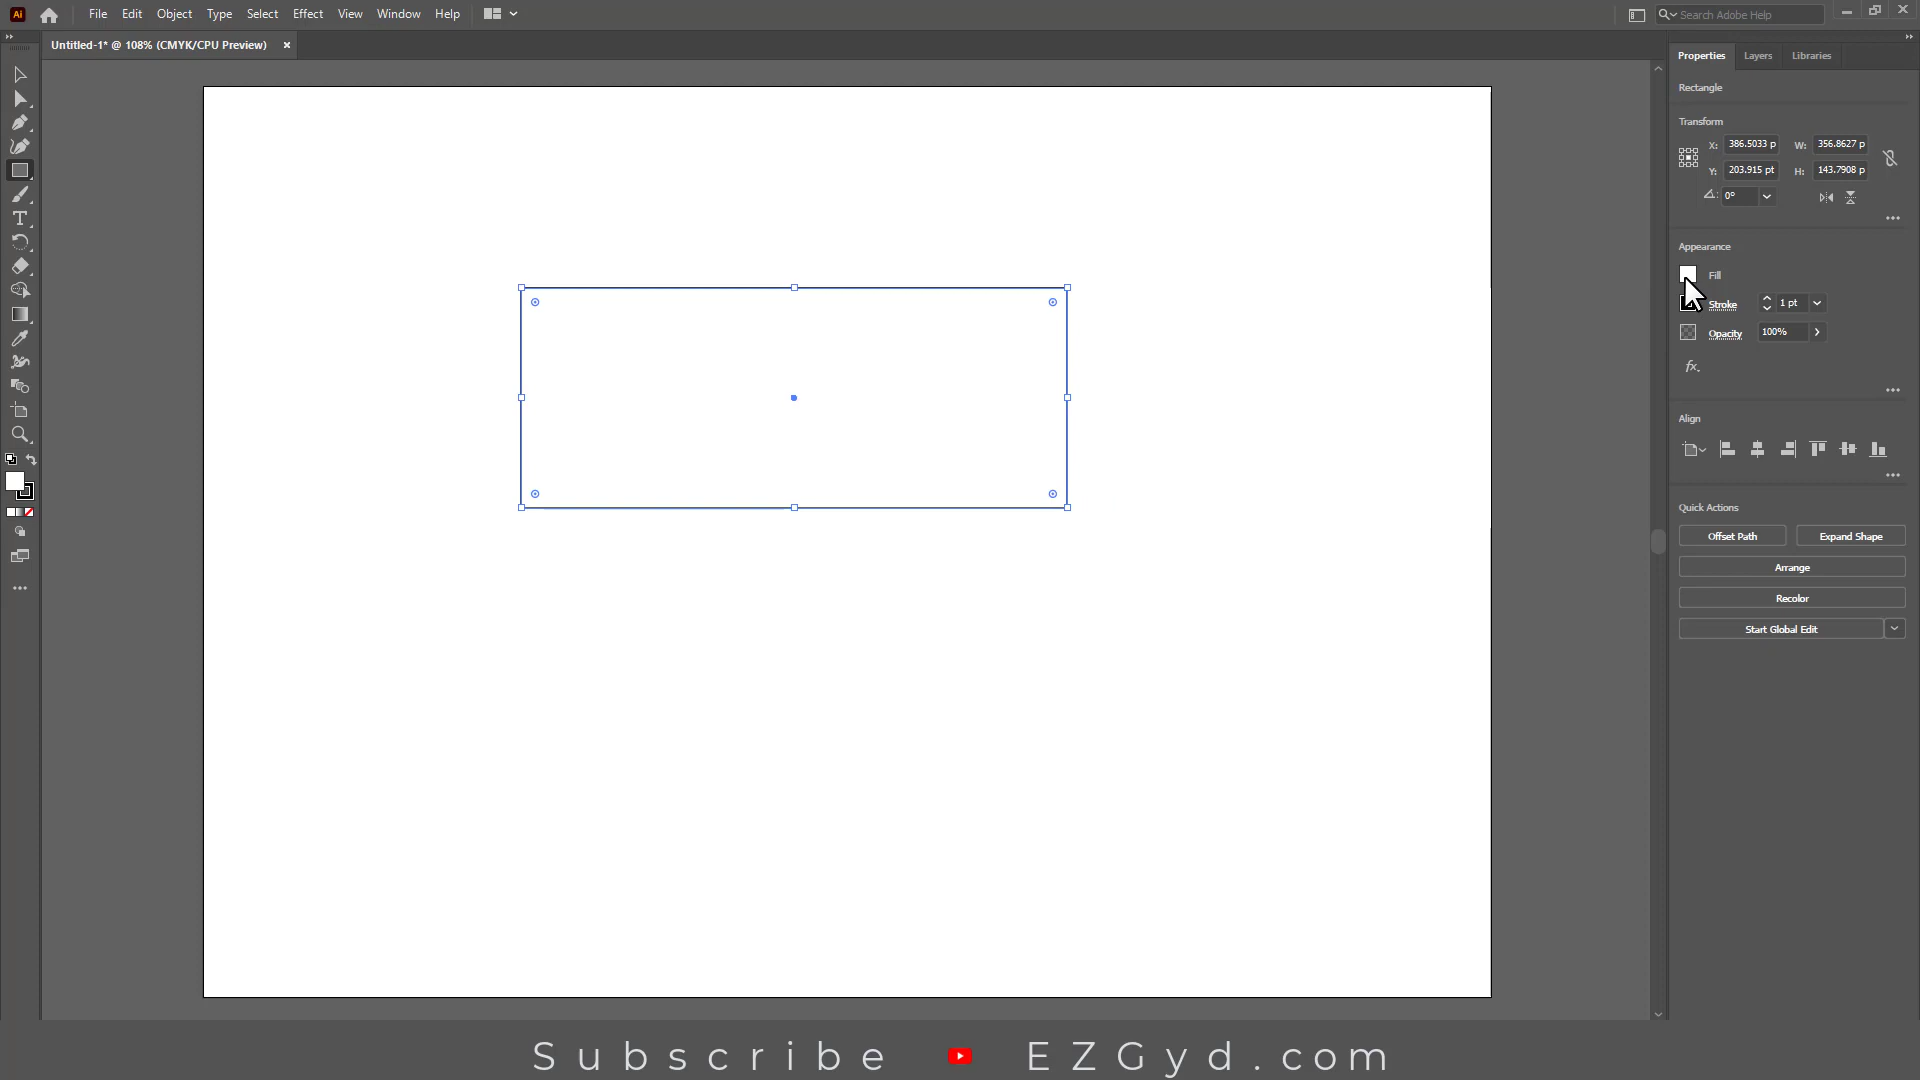 Ai File Edit Object Type Select Effect View Window Help Search Adobe Help
Untitled-1* @ 108% (CMYK/CPU Preview)
Properties Layers Libraries
Rectangle
Transform
X: 386.5033 p W: 356.8627 p
Y: 203.915 pt H: 143.7908 p
0°
Appearance
Fill
Stroke 1 pt
Opacity 100%
fx.
Align
Quick Actions
Offset Path Expand Shape
Arrange
Recolor
Start Global Edit
Subscribe EZGyd.com